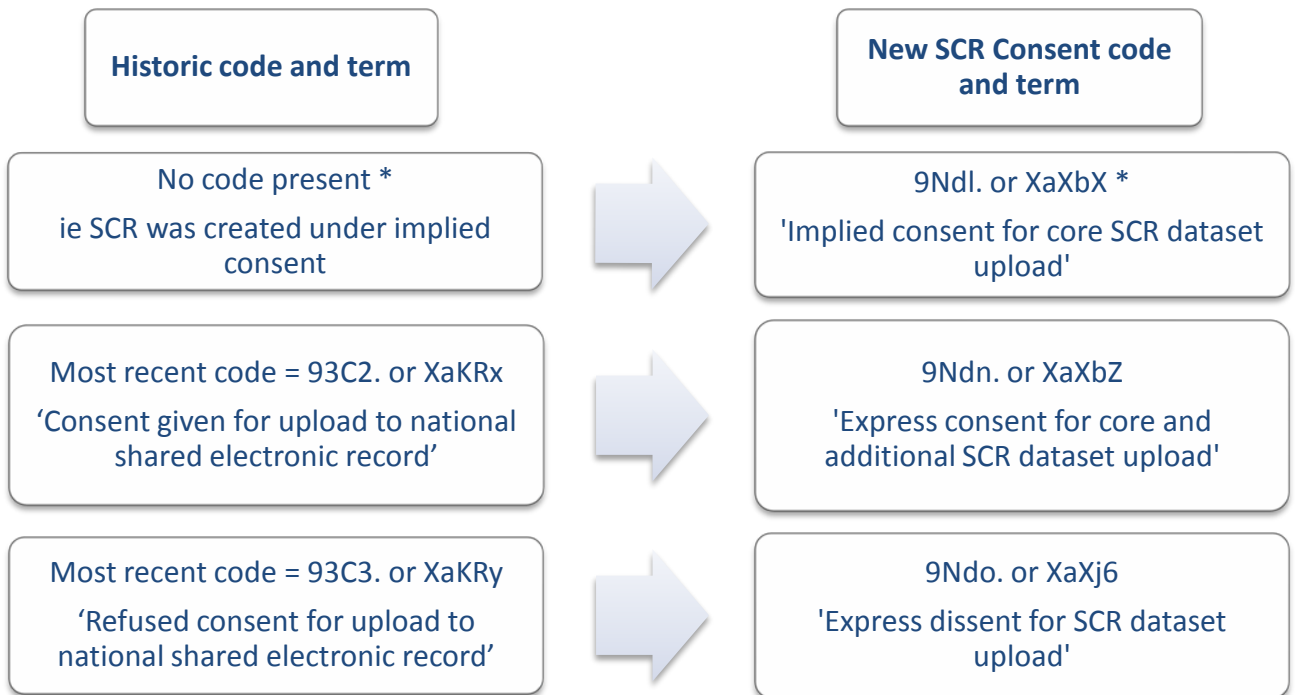 Historic code and term
New SCR Consent code
and term
No code present *
ie SCR was created under implied
consent
9Ndl. or XaXbX *
'Implied consent for core SCR dataset
upload'
Most recent code = 93C2. or XaKRx
‘Consent given for upload to national
shared electronic record’
9Ndn. or XaXbZ
'Express consent for core and
additional SCR dataset upload'
Most recent code = 93C3. or XaKRy
‘Refused consent for upload to
national shared electronic record’
9Ndo. or XaXj6
'Express dissent for SCR dataset
upload'